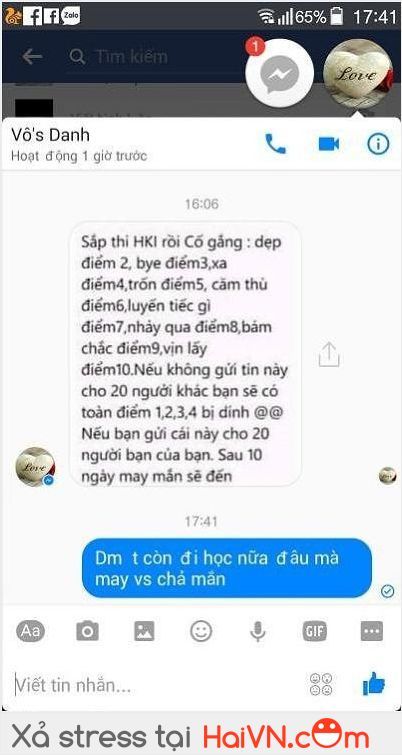 Zalo
65%
17:41
Tìm kiếm
1
Love
Vô's Danh
Hoạt động 1 giờ trước
16:06
Sắp thi HKI rồi Cố gắng : dẹp
điểm 2, bye điểm3,xa
điểm4,trốn điểm5, căm thù
điểm6,luyến tiếc gì
điểm7,nhảy qua điểm8,bám
chắc điểm9,vịn lấy
điểm10.Nếu không gửi tin này
cho 20 người khác bạn sẽ có
toàn điểm 1,2,3,4 bị dính @@
Nếu bạn gửi cái này cho 20
người bạn của bạn. Sau 10
ngày may mắn sẽ đến
Love
17:41
Dm t còn đi học nữa đâu mà
may vs chả mắn
Aa
GIF
Viết tin nhắn...
Xả stress tại HaiVN.com